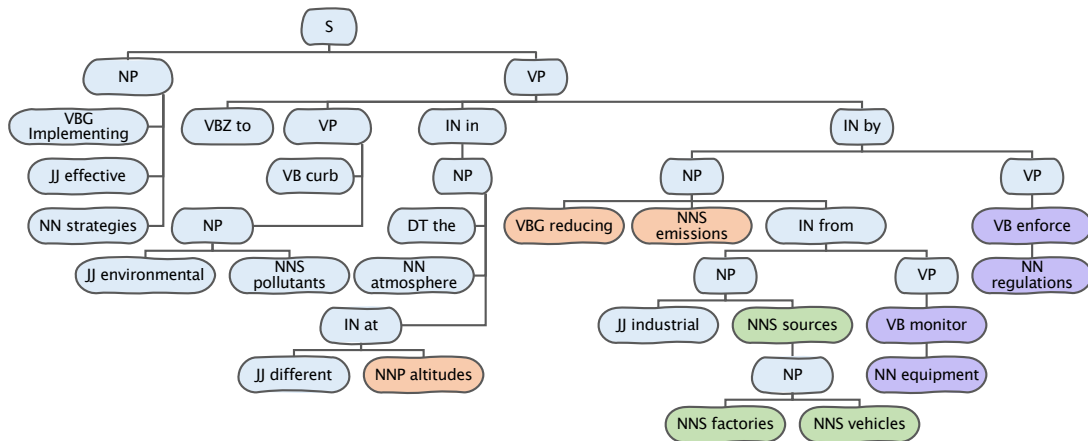 S
NP
VP
VBG
Implementing
VBZ to
VP
IN in
IN by
JJ effective
VB curb
NP
NP
VP
NN strategies
NP
DT the
VBG reducing
NNS
emissions
IN from
VB enforce
JJ environmental
NNS
pollutants
NN
atmosphere
NP
VP
NN
regulations
IN at
JJ industrial
NNS sources
VB monitor
JJ different
NNP altitudes
NP
NN equipment
NNS factories
NNS vehicles